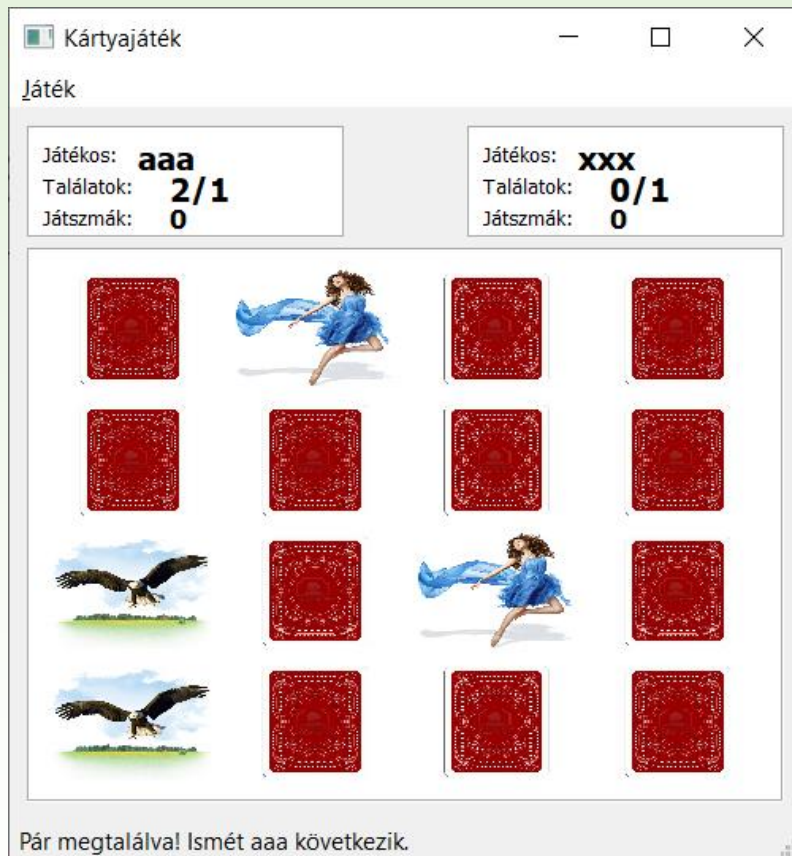 Kártyajáték
Játék
Játékos: aaa
Találatok: 2/1
Játszmák: 0
Játékos: xxx
Találatok: 0/1
Játszmák: 0
Pár megtalálva! Ismét aaa következik.